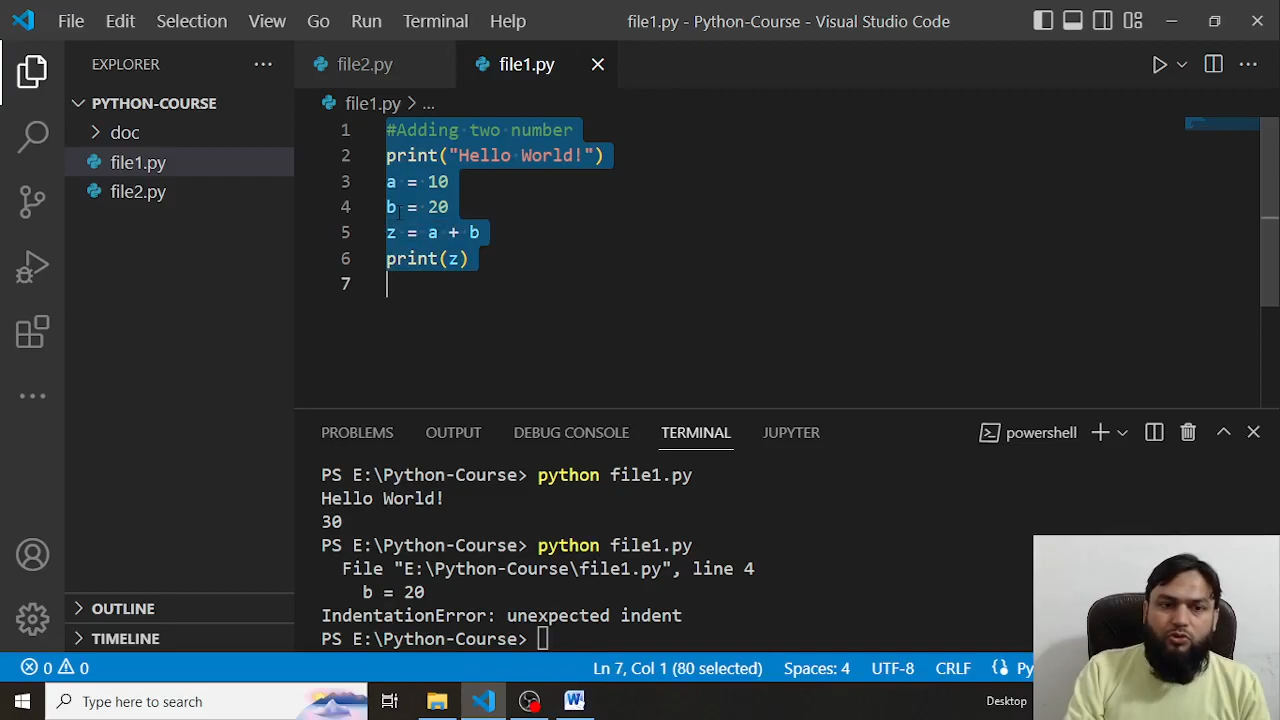 File Edit Selection View Go Run Terminal Help file1.py - Python-Course - Visual Studio Code
EXPLORER
file2.py file1.py
PYTHON-COURSE
doc
file1.py
file2.py
file1.py > ...
1 #Adding two number
2 print("Hello World!")
3 a = 10
4 b = 20
5 z = a + b
6 print(z)
7
PROBLEMS OUTPUT DEBUG CONSOLE TERMINAL JUPYTER powershell
PS E:\Python-Course> python file1.py
Hello World!
30
PS E:\Python-Course> python file1.py
File "E:\Python-Course\file1.py", line 4
b = 20
IndentationError: unexpected indent
PS E:\Python-Course>
OUTLINE
TIMELINE
0 0 Ln 7, Col 1 (80 selected) Spaces: 4 UTF-8 CRLF Py
Type here to search Desktop